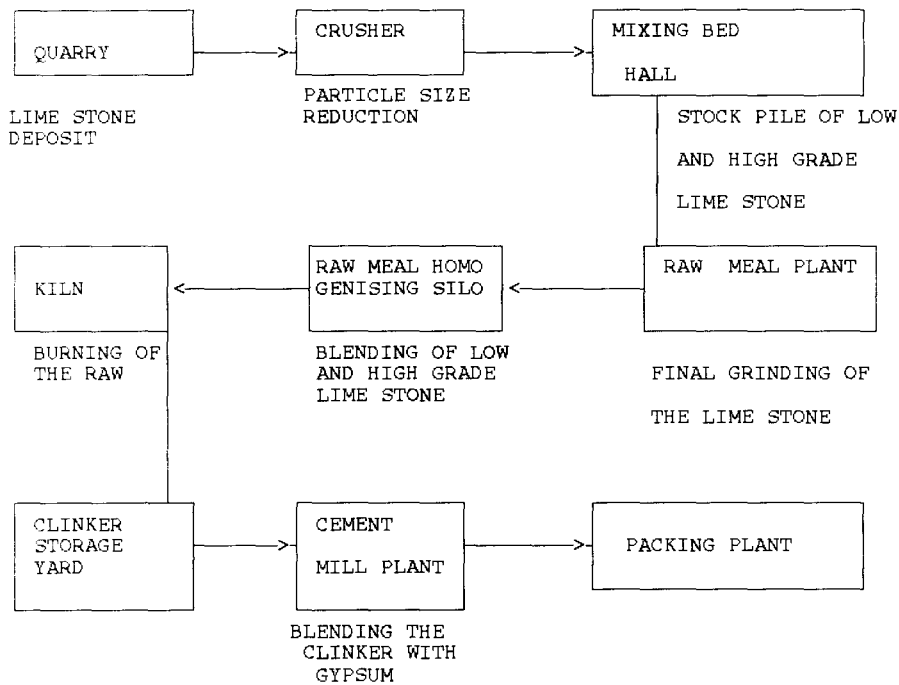 QUARRY
LIME STONE
DEPOSIT
CRUSHER
PARTICLE SIZE
REDUCTION
MIXING BED
HALL
STOCK PILE OF LOW
AND HIGH GRADE
LIME STONE
RAW MEAL PLANT
FINAL GRINDING OF
THE LIME STONE
RAW MEAL HOMO
GENISING SILO
BLENDING OF LOW
AND HIGH GRADE
LIME STONE
KILN
BURNING OF
THE RAW
CLINKER
STORAGE
YARD
CEMENT
MILL PLANT
BLENDING THE
CLINKER WITH
GYPSUM
PACKING PLANT